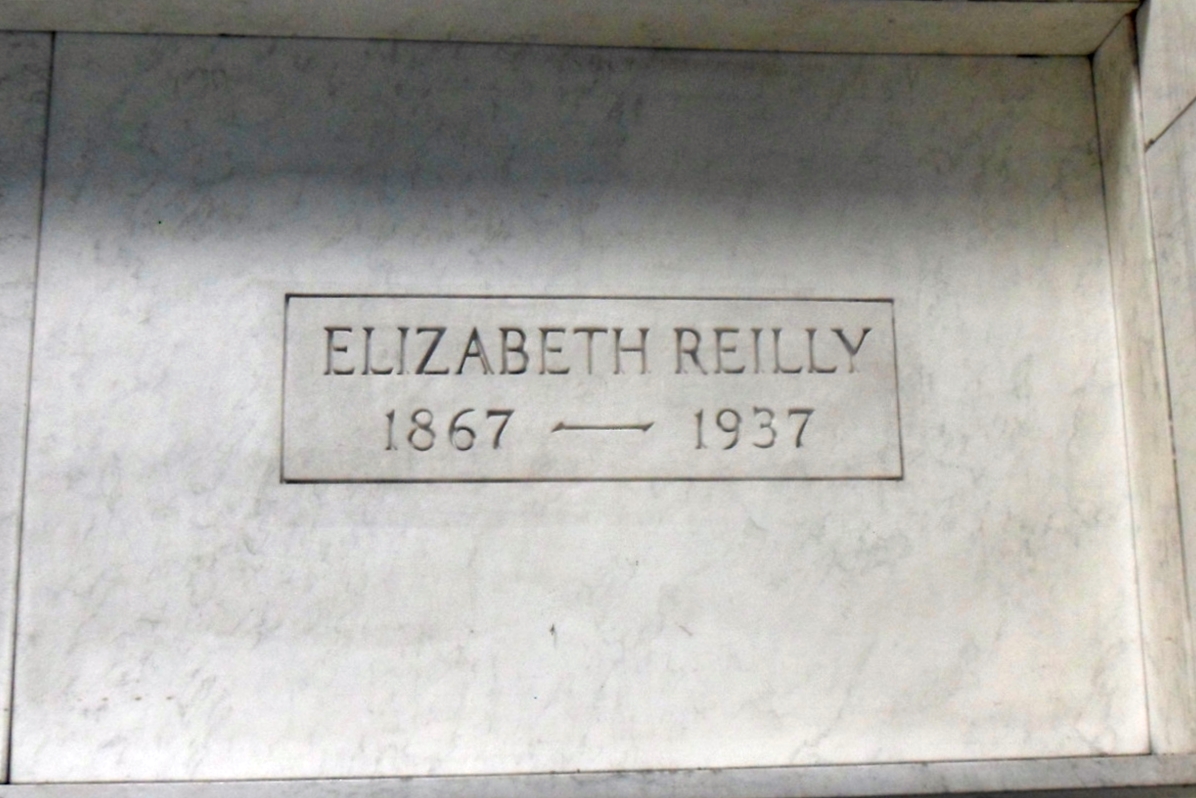 ELIZABETH REILLY
1867 — 1937